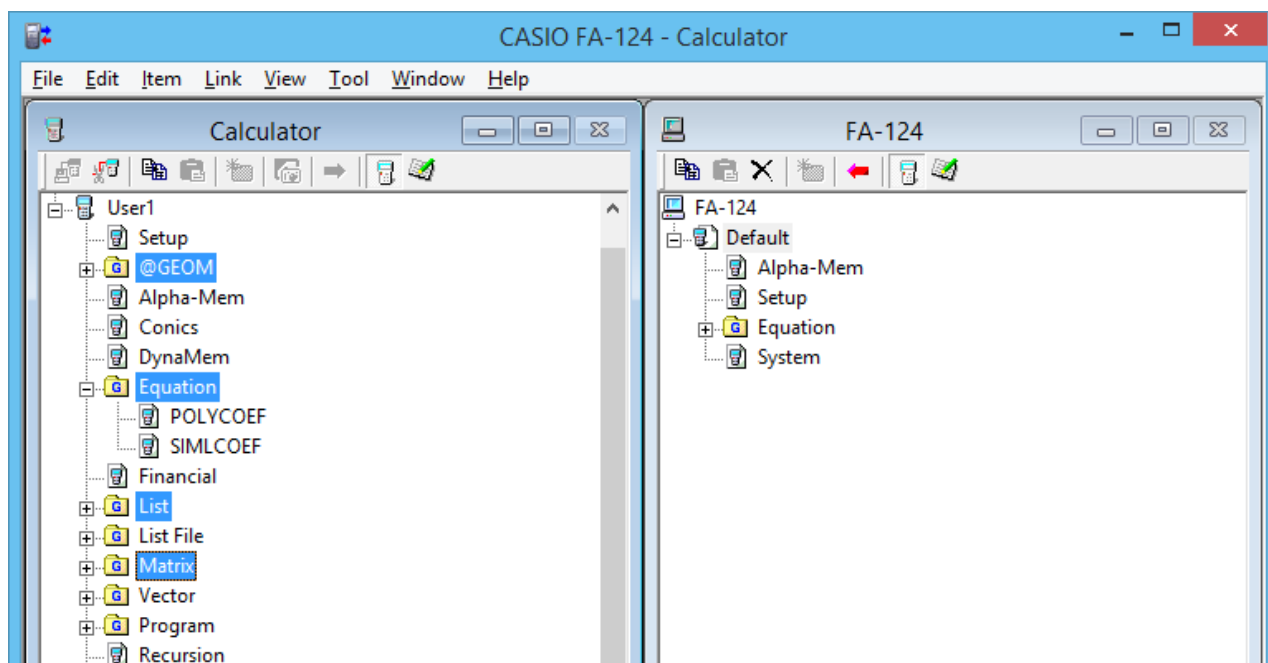 CASIO FA-124 - Calculator
File Edit Item Link View Tool Window Help
Calculator
User1
Setup
G @GEOM
Alpha-Mem
Conics
DynaMem
G Equation
POLYCOEF
SIMLCOEF
Financial
G List
G List File
G Matrix
G Vector
G Program
Recursion
FA-124
FA-124
Default
Alpha-Mem
Setup
G Equation
System